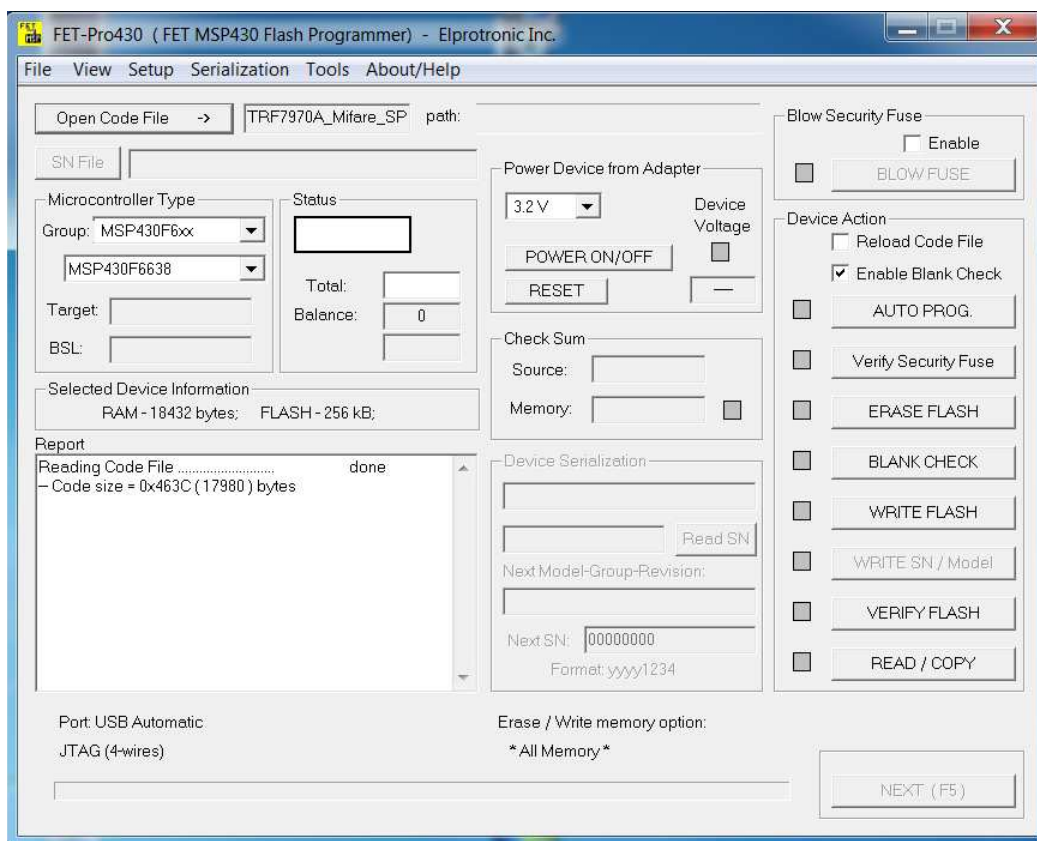 FET-Pro430 ( FET MSP430 Flash Programmer) - Elprotronic Inc.
File View Setup Serialization Tools About/Help
Open Code File -> TRF7970A_Mifare_SP path:
SN File
Microcontroller Type
Group: MSP430F6xx
MSP430F6638
Target:
BSL:
Status
Total:
Balance: 0
Selected Device Information
RAM - 18432 bytes; FLASH - 256 kB;
Report
Reading Code File ........................... done
-- Code size = 0x463C ( 17980 ) bytes
Power Device from Adapter
3.2 V
Device
Voltage
POWER ON/OFF
RESET
---
Check Sum
Source:
Memory:
Device Serialization
Read SN
Next Model-Group-Revision:
Next SN: 00000000
Format: yyyy1234
Blow Security Fuse
Enable
BLOW FUSE
Device Action
Reload Code File
Enable Blank Check
AUTO PROG.
Verify Security Fuse
ERASE FLASH
BLANK CHECK
WRITE FLASH
WRITE SN / Model
VERIFY FLASH
READ / COPY
Port: USB Automatic
JTAG (4-wires)
Erase / Write memory option:
* All Memory *
NEXT ( F5 )